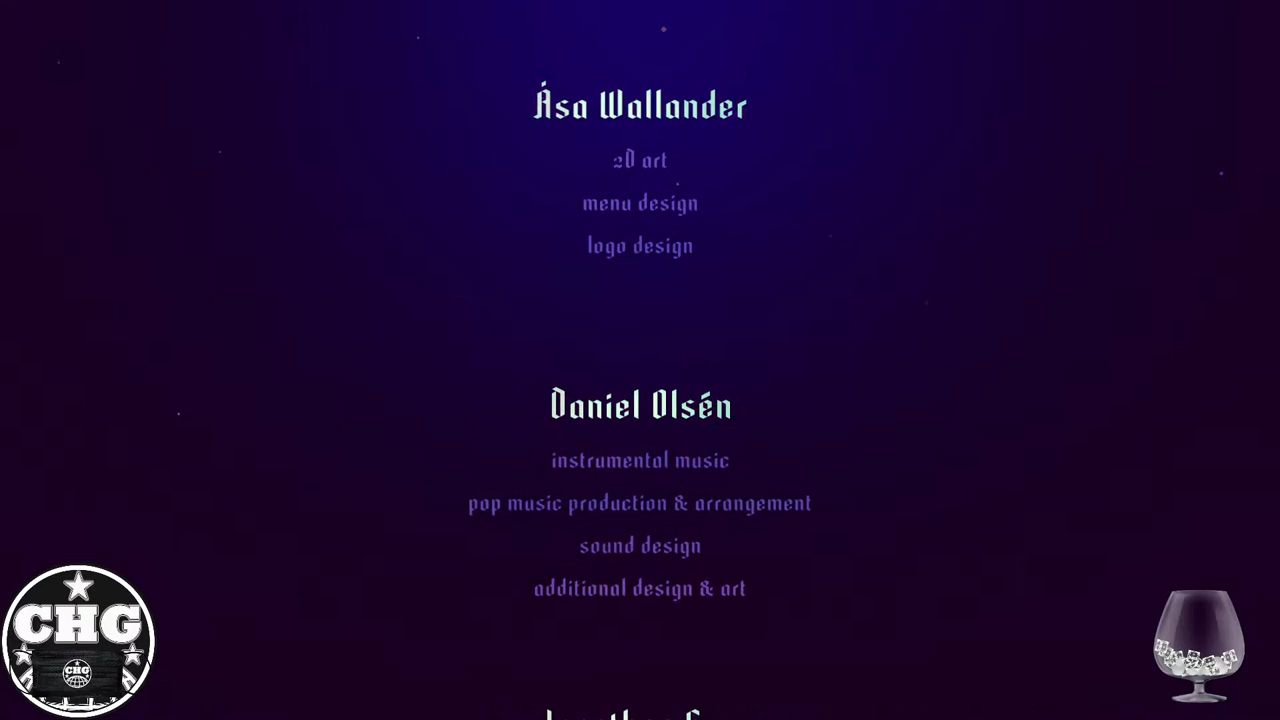 Åsa Wallander
2D art
menu design
logo design
Daniel Olsén
instrumental music
pop music production & arrangement
sound design
additional design & art
CHG
CHG